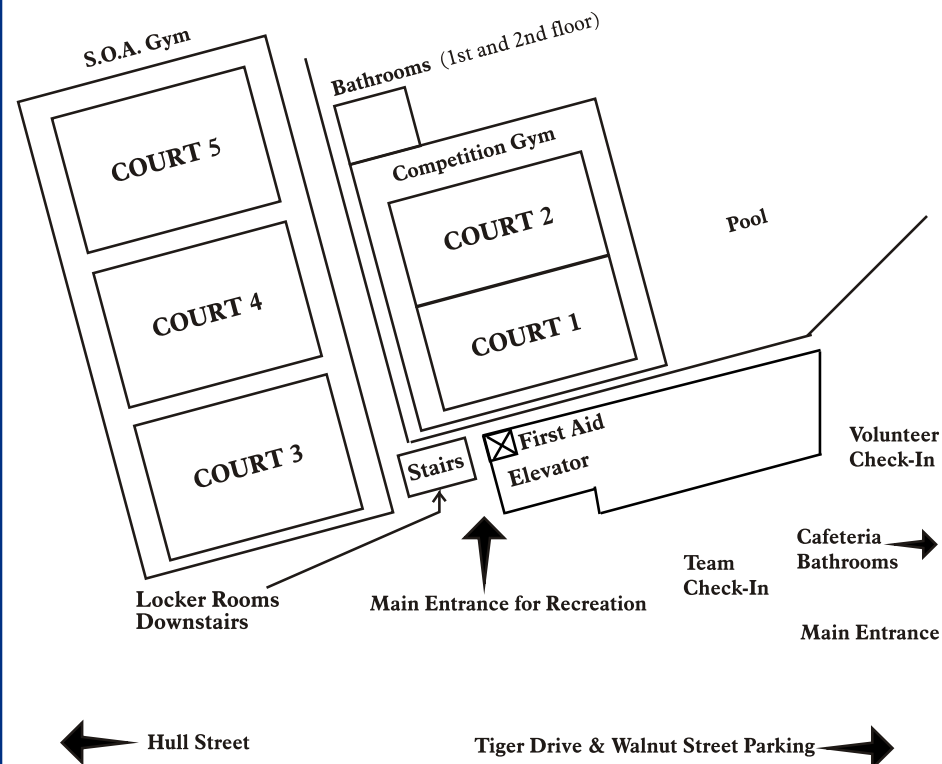 S.O.A. Gym
Bathrooms (1st and 2nd floor)
COURT 5
Competition Gym
COURT 2
Pool
COURT 4
COURT 1
First Aid
Volunteer
Check-In
COURT 3
Stairs
Elevator
Cafeteria
Bathrooms
Team
Check-In
Locker Rooms
Downstairs
Main Entrance for Recreation
Main Entrance
Hull Street
Tiger Drive & Walnut Street Parking